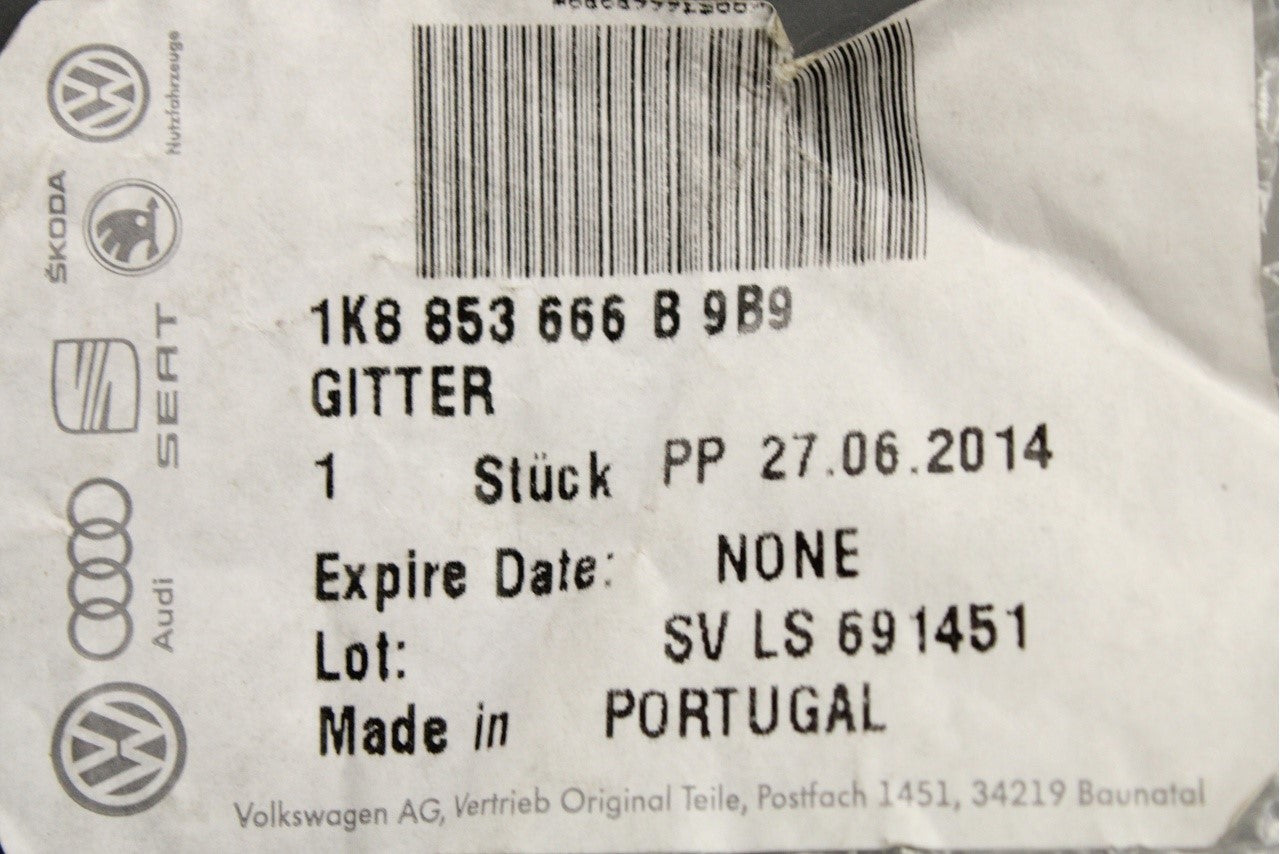 Nutzfahrzeuge
ŠKODA
SEAT
Audi
1K8 853 666 B 9B9
GITTER
1 Stück PP 27.06.2014
Expire Date: NONE
Lot: SV LS 691451
Made in PORTUGAL
Volkswagen AG, Vertrieb Original Teile, Postfach 1451, 34219 Baunatal